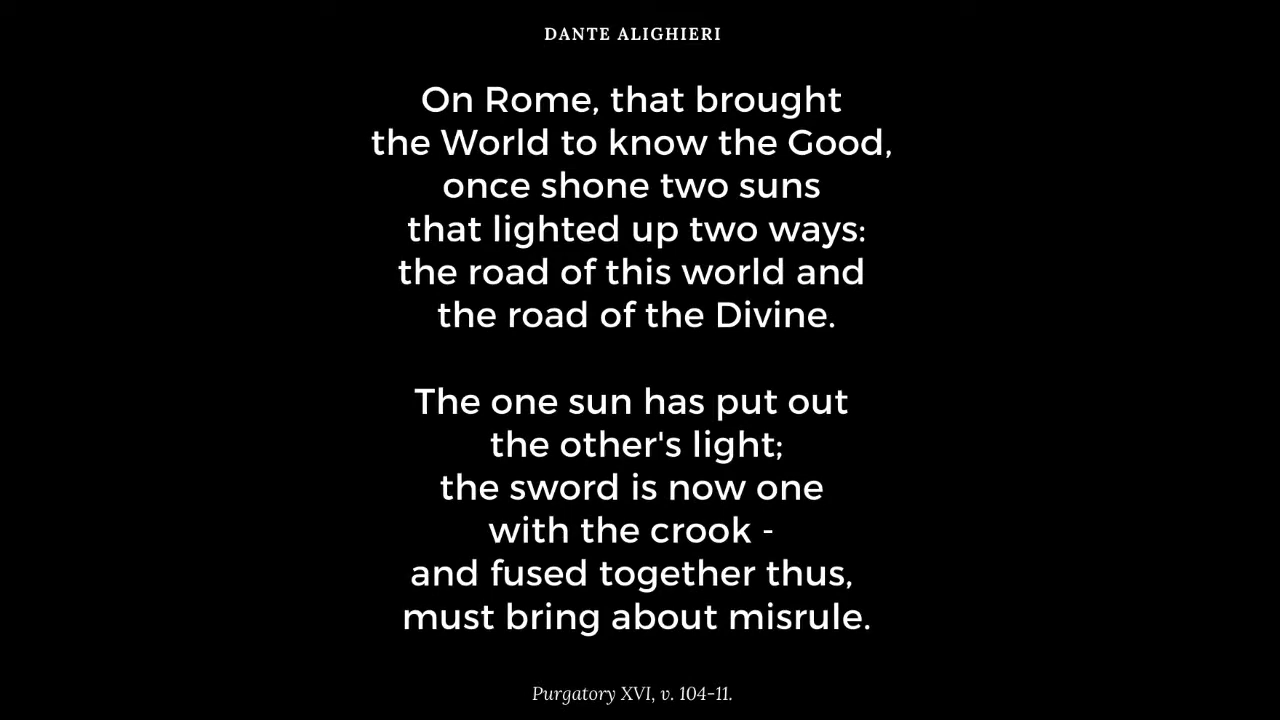 DANTE ALIGHIERI
On Rome, that brought
the World to know the Good,
once shone two suns
that lighted up two ways:
the road of this world and
the road of the Divine.
The one sun has put out
the other's light;
the sword is now one
with the crook -
and fused together thus,
must bring about misrule.
Purgatory XVI, v. 104-11.